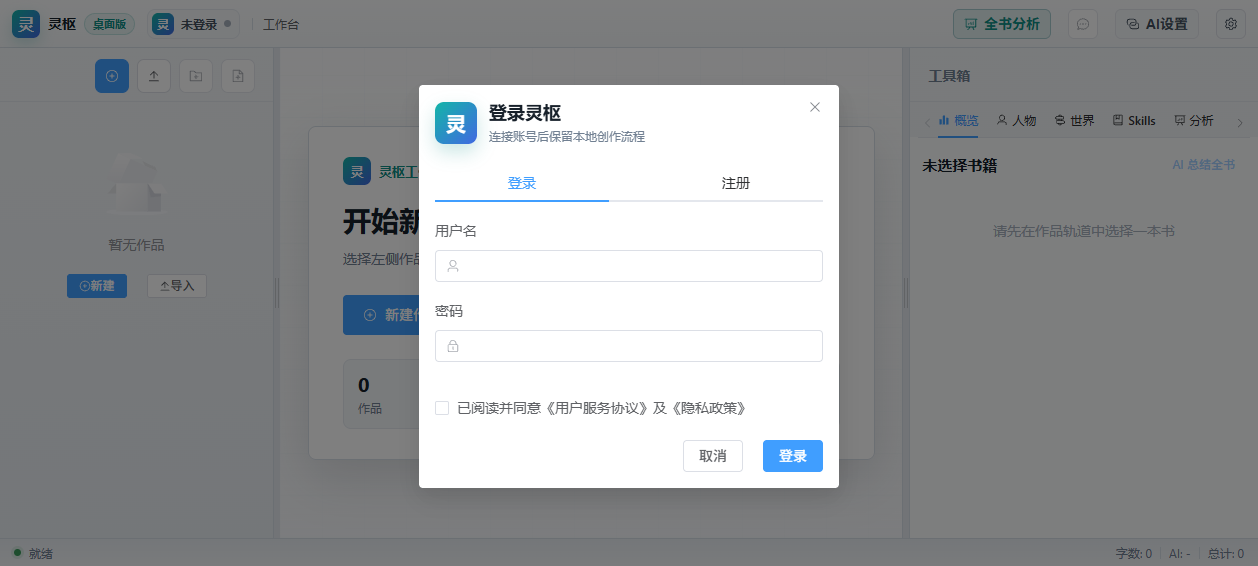 灵 灵枢 桌面版 灵 未登录 工作台 全书分析 AI设置
暂无作品
新建 导入
灵 灵枢工
开始新
选择左侧作品
新建作
0
作品
灵 登录灵枢
连接账号后保留本地创作流程
登录 注册
用户名
密码
已阅读并同意《用户服务协议》及《隐私政策》
取消 登录
工具箱
概览 人物 世界 Skills 分析
未选择书籍 AI 总结全书
请先在作品轨道中选择一本书
就绪 字数: 0 AI: - 总计: 0